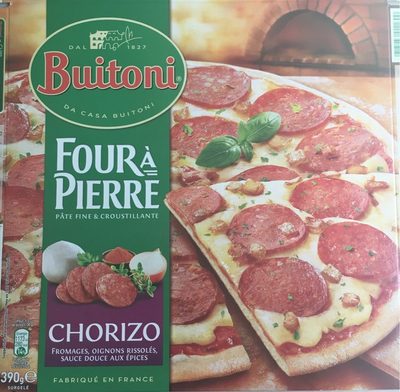 DAL 1827
Buitoni
DA CASA BUITONI
FOUR À
PIERRE
PÂTE FINE & CROUSTILLANTE
CHORIZO
FROMAGES, OIGNONS RISSOLÉS,
SAUCE DOUCE AUX ÉPICES
390g e
SURGELÉ
FABRIQUÉ EN FRANCE